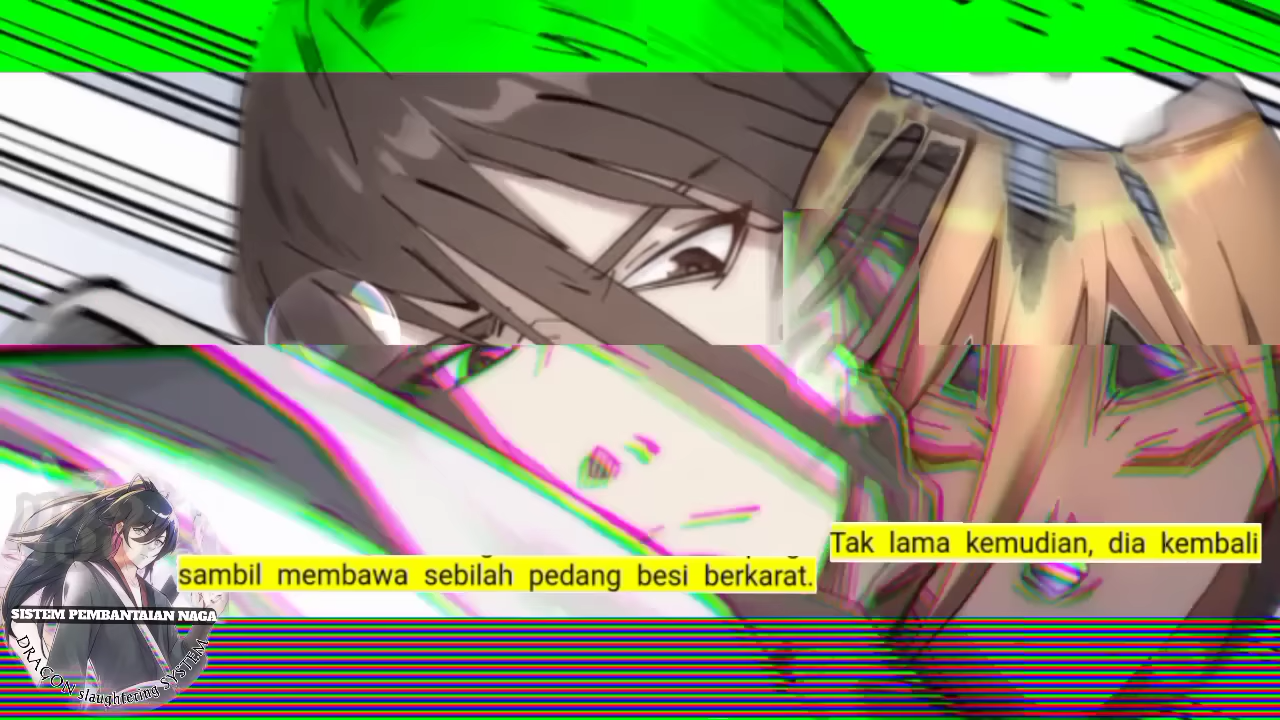 Tak lama kemudian, dia kembali
sambil membawa sebilah pedang besi berkarat.
SISTEM PEMBANTAIAN NAGA
DRAGON slaughtering SYSTEM